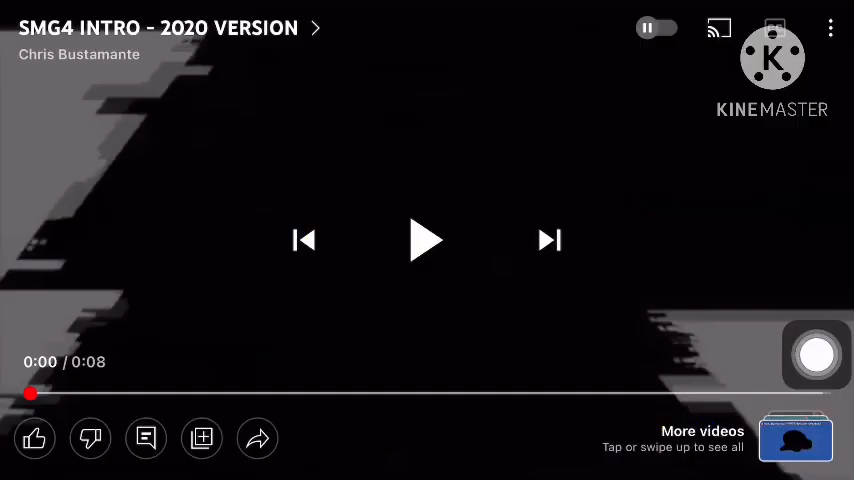 SMG4 INTRO - 2020 VERSION
Chris Bustamante
K
KINEMASTER
0:00 / 0:08
More videos
Tap or swipe up to see all